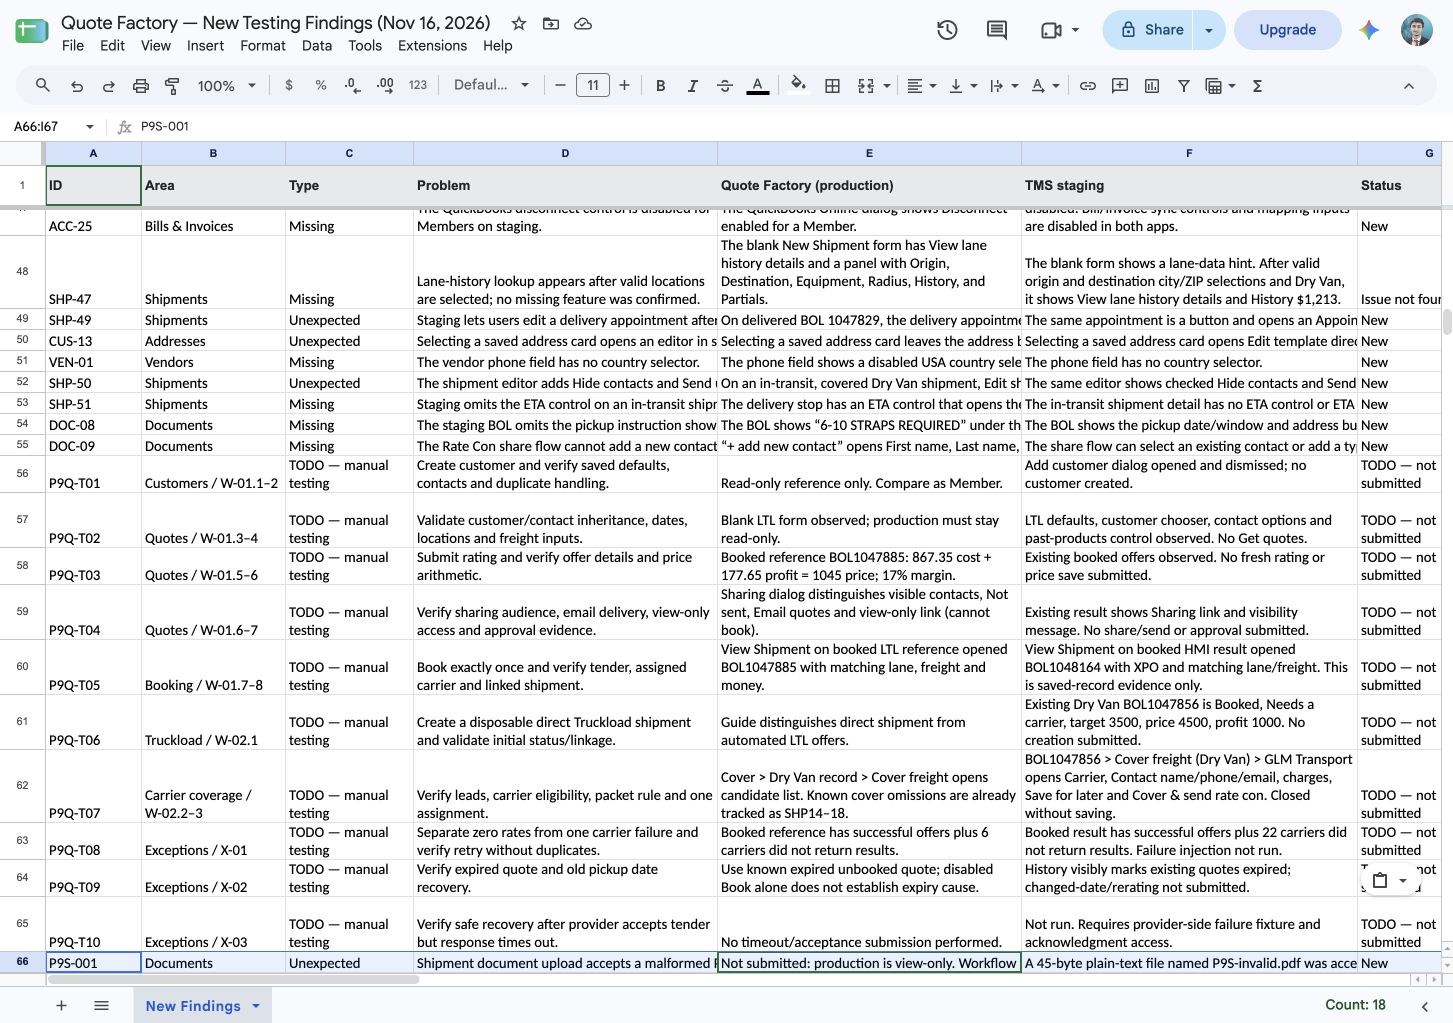 Quote Factory — New Testing Findings (Nov 16, 2026)
File Edit View Insert Format Data Tools Extensions Help
Share
Upgrade
100%
$ % .0 .00 123
Defaul...
11
B I A
A66:I67
P9S-001
A B C D E F G
1 ID Area Type Problem Quote Factory (production) TMS staging Status
ACC-25 Bills & Invoices Missing
The QuickBooks disconnect control is disabled for
Members on staging.
The QuickBooks Online dialog shows Disconnect
enabled for a Member.
disabled. Bill/invoice sync controls and mapping inputs
are disabled in both apps.
New
48 SHP-47 Shipments Missing
Lane-history lookup appears after valid locations
are selected; no missing feature was confirmed.
The blank New Shipment form has View lane
history details and a panel with Origin,
Destination, Equipment, Radius, History, and
Partials.
The blank form shows a lane-data hint. After valid
origin and destination city/ZIP selections and Dry Van,
it shows View lane history details and History $1,213.
Issue not four
49 SHP-49 Shipments Unexpected Staging lets users edit a delivery appointment after On delivered BOL 1047829, the delivery appointme The same appointment is a button and opens an Appoin New
50 CUS-13 Addresses Unexpected Selecting a saved address card opens an editor in s Selecting a saved address card leaves the address b Selecting a saved address card opens Edit template direc New
51 VEN-01 Vendors Missing The vendor phone field has no country selector. The phone field shows a disabled USA country sele The phone field has no country selector. New
52 SHP-50 Shipments Unexpected The shipment editor adds Hide contacts and Send On an in-transit, covered Dry Van shipment, Edit sh The same editor shows checked Hide contacts and Send New
53 SHP-51 Shipments Missing Staging omits the ETA control on an in-transit shipr The delivery stop has an ETA control that opens the The in-transit shipment detail has no ETA control or ETA New
54 DOC-08 Documents Missing The staging BOL omits the pickup instruction show The BOL shows “6-10 STRAPS REQUIRED” under th The BOL shows the pickup date/window and address bu New
55 DOC-09 Documents Missing The Rate Con share flow cannot add a new contact “+ add new contact” opens First name, Last name, The share flow can select an existing contact or add a ty New
56 P9Q-T01 Customers / W-01.1–2
TODO — manual
testing
Create customer and verify saved defaults,
contacts and duplicate handling.
Read-only reference only. Compare as Member.
Add customer dialog opened and dismissed; no
customer created.
TODO — not
submitted
57 P9Q-T02 Quotes / W-01.3–4
TODO — manual
testing
Validate customer/contact inheritance, dates,
locations and freight inputs.
Blank LTL form observed; production must stay
read-only.
LTL defaults, customer chooser, contact options and
past-products control observed. No Get quotes.
TODO — not
submitted
58 P9Q-T03 Quotes / W-01.5–6
TODO — manual
testing
Submit rating and verify offer details and price
arithmetic.
Booked reference BOL1047885: 867.35 cost +
177.65 profit = 1045 price; 17% margin.
Existing booked offers observed. No fresh rating or
price save submitted.
TODO — not
submitted
59 P9Q-T04 Quotes / W-01.6–7
TODO — manual
testing
Verify sharing audience, email delivery, view-only
access and approval evidence.
Sharing dialog distinguishes visible contacts, Not
sent, Email quotes and view-only link (cannot
book).
Existing result shows Sharing link and visibility
message. No share/send or approval submitted.
TODO — not
submitted
60 P9Q-T05 Booking / W-01.7–8
TODO — manual
testing
Book exactly once and verify tender, assigned
carrier and linked shipment.
View Shipment on booked LTL reference opened
BOL1047885 with matching lane, freight and
money.
View Shipment on booked HMI result opened
BOL1048164 with XPO and matching lane/freight. This
is saved-record evidence only.
TODO — not
submitted
61 P9Q-T06 Truckload / W-02.1
TODO — manual
testing
Create a disposable direct Truckload shipment
and validate initial status/linkage.
Guide distinguishes direct shipment from
automated LTL offers.
Existing Dry Van BOL1047856 is Booked, Needs a
carrier, target 3500, price 4500, profit 1000. No
creation submitted.
TODO — not
submitted
62 P9Q-T07
Carrier coverage /
W-02.2–3
TODO — manual
testing
Verify leads, carrier eligibility, packet rule and one
assignment.
Cover > Dry Van record > Cover freight opens
candidate list. Known cover omissions are already
tracked as SHP14–18.
BOL1047856 > Cover freight (Dry Van) > GLM Transport
opens Carrier, Contact name/phone/email, charges,
Save for later and Cover & send rate con. Closed
without saving.
TODO — not
submitted
63 P9Q-T08 Exceptions / X-01
TODO — manual
testing
Separate zero rates from one carrier failure and
verify retry without duplicates.
Booked reference has successful offers plus 6
carriers did not return results.
Booked result has successful offers plus 22 carriers did
not return results. Failure injection not run.
TODO — not
submitted
64 P9Q-T09 Exceptions / X-02
TODO — manual
testing
Verify expired quote and old pickup date
recovery.
Use known expired unbooked quote; disabled
Book alone does not establish expiry cause.
History visibly marks existing quotes expired;
changed-date/rerating not submitted.
not
65 P9Q-T10 Exceptions / X-03
TODO — manual
testing
Verify safe recovery after provider accepts tender
but response times out.
No timeout/acceptance submission performed.
Not run. Requires provider-side failure fixture and
acknowledgment access.
TODO — not
submitted
66 P9S-001 Documents Unexpected Shipment document upload accepts a malformed Not submitted: production is view-only. Workflow A 45-byte plain-text file named P9S-invalid.pdf was acce New
New Findings
Count: 18